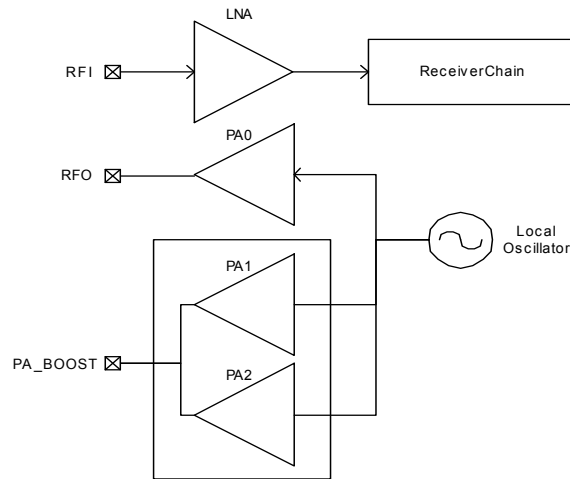 LNA
RFI
ReceiverChain
PA0
RFO
Local
Oscillator
PA1
PA_BOOST
PA2